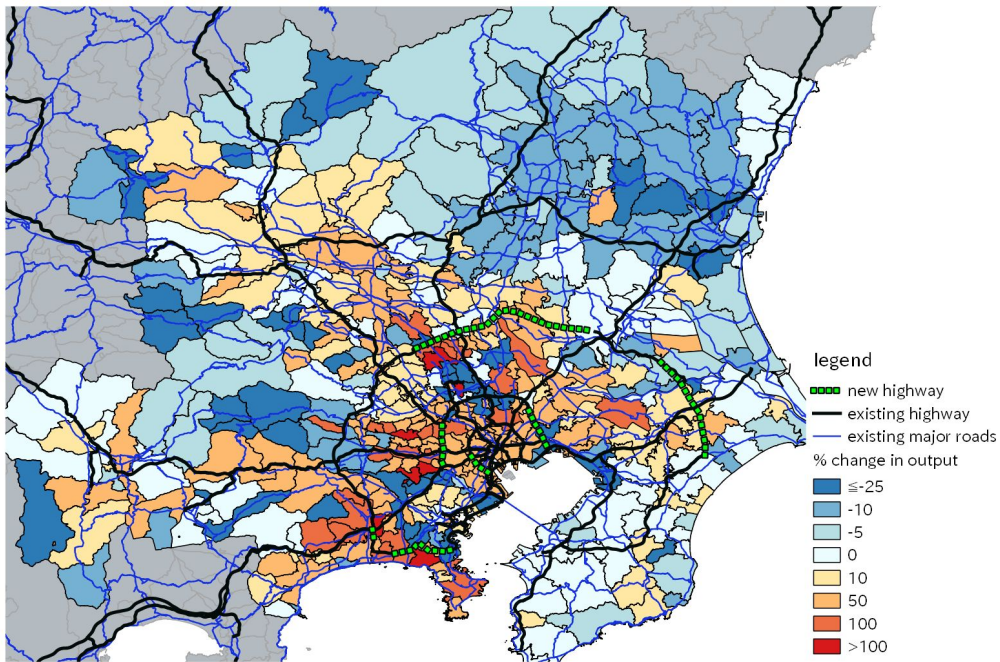 legend
new highway
existing highway
existing major roads
% change in output
≦-25
-10
-5
0
10
50
100
>100